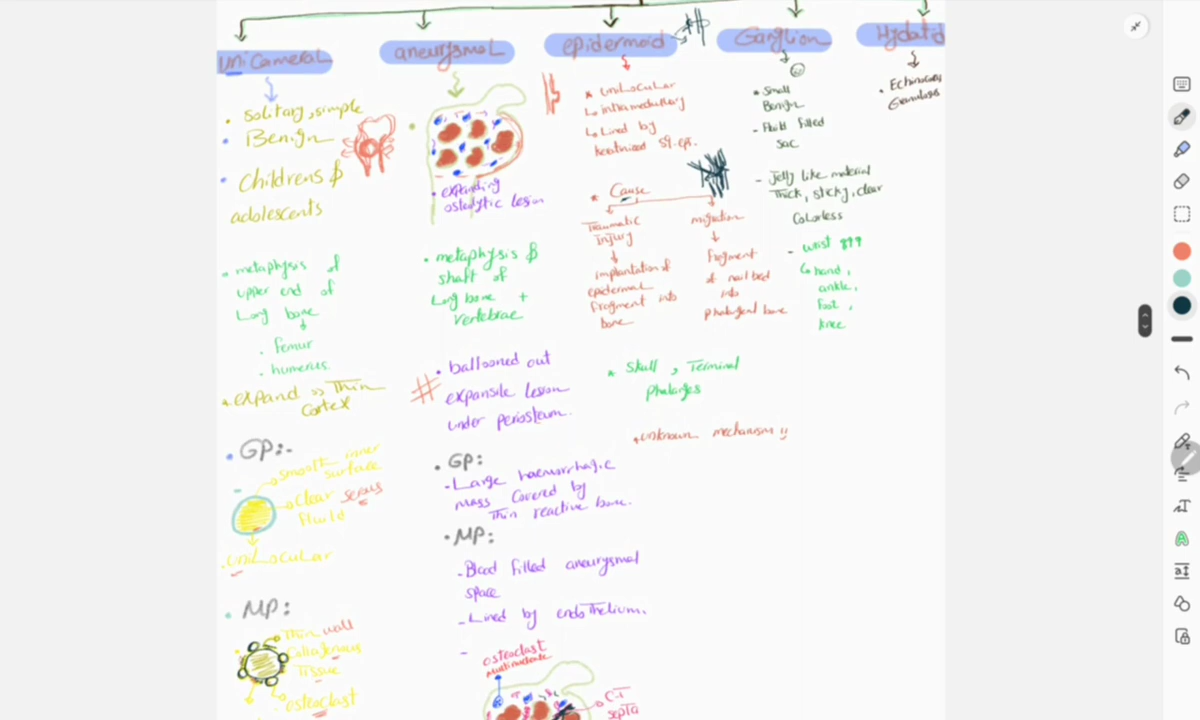 unicameral
• solitary, simple
• Benign
• childrens &
adolescents
• metaphysis of
upper end of
Long bone
• femur
• humerus.
• expand >> Thin
cortex
• GP:-
smooth inner
surface
Clear serous
fluid
• uniLocular
• MP:
Thin wall
Collagenous
Tissue
osteoclast
aneurysmal
• expanding
osteolytic lesion
• metaphysis &
shaft of
Long bone +
vertebrae
# • ballooned out
expansile lesion
under periosteum.
• GP:
- Large haemorrhagic
mass Covered by
Thin reactive bone.
• MP:
- Blood filled aneurysmal
space
- Lined by endothelium.
-
osteoclast
multinucleate
C.T
septa
epidermoid
* uniLocular
intramedullary
Lined by
keratinized sq.ep.
* Cause
Traumatic
Injury
implantation of
epidermal
fragment into
bone
migration
fragment
of nail bed
into
phalangeal bone
* Skull, Terminal
phalanges
* unknown mechanism !!
Ganglion
* Small
Benign
- Fluid filled
sac
- Jelly like material
Thick, sticky, clear
Colorless
- wrist
hand,
ankle,
foot,
knee
Hydatid
• Echinococcus
Granulosis